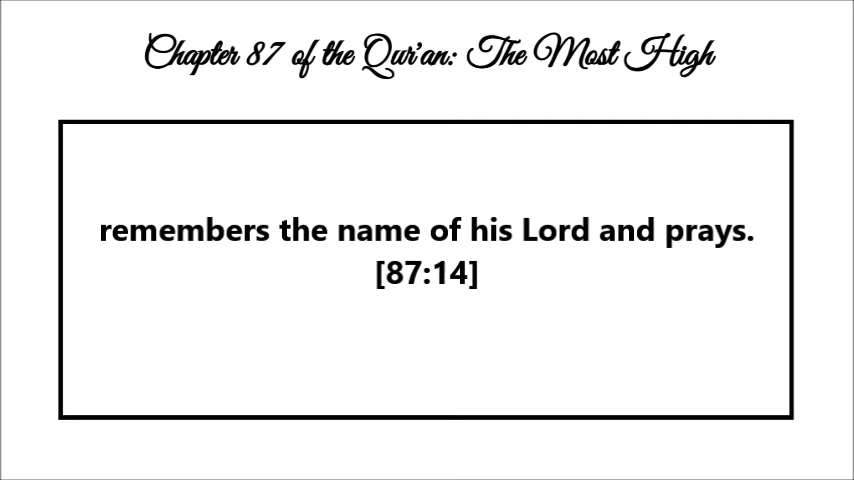 Chapter 87 of the Qur'an: The Most High
remembers the name of his Lord and prays.
[87:14]